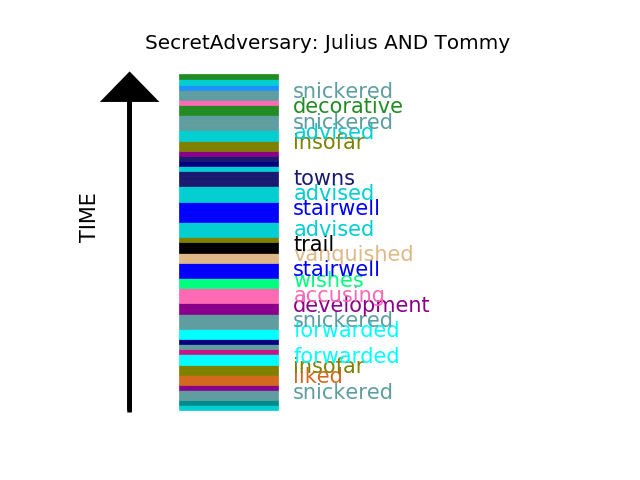 SecretAdversary: Julius AND Tommy
TIME
snickered
decorative
snickered
advised
insofar
towns
advised
stairwell
advised
trail
vanquished
stairwell
wishes
accusing
development
snickered
forwarded
forwarded
insofar
liked
snickered